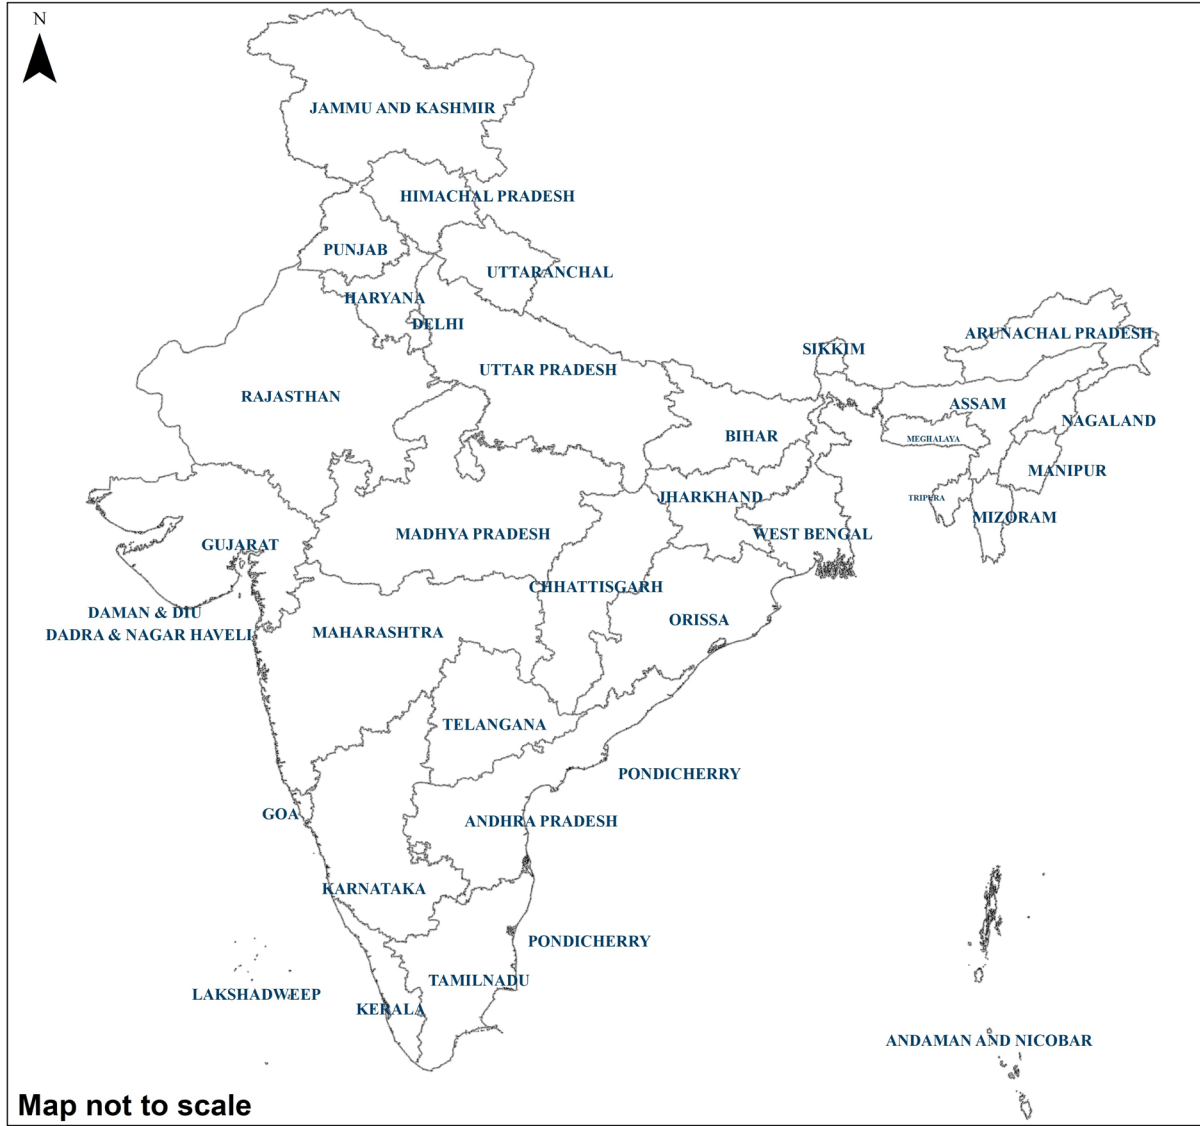 N
JAMMU AND KASHMIR
HIMACHAL PRADESH
PUNJAB
UTTARANCHAL
HARYANA
DELHI
ARUNACHAL PRADESH
SIKKIM
UTTAR PRADESH
RAJASTHAN
ASSAM
NAGALAND
BIHAR
MEGHALAYA
MANIPUR
JHARKHAND
TRIPURA
MIZORAM
MADHYA PRADESH
WEST BENGAL
GUJARAT
CHHATTISGARH
DAMAN & DIU
ORISSA
MAHARASHTRA
DADRA & NAGAR HAVELI
TELANGANA
PONDICHERRY
GOA
ANDHRA PRADESH
KARNATAKA
PONDICHERRY
TAMILNADU
LAKSHADWEEP
KERALA
ANDAMAN AND NICOBAR
Map not to scale